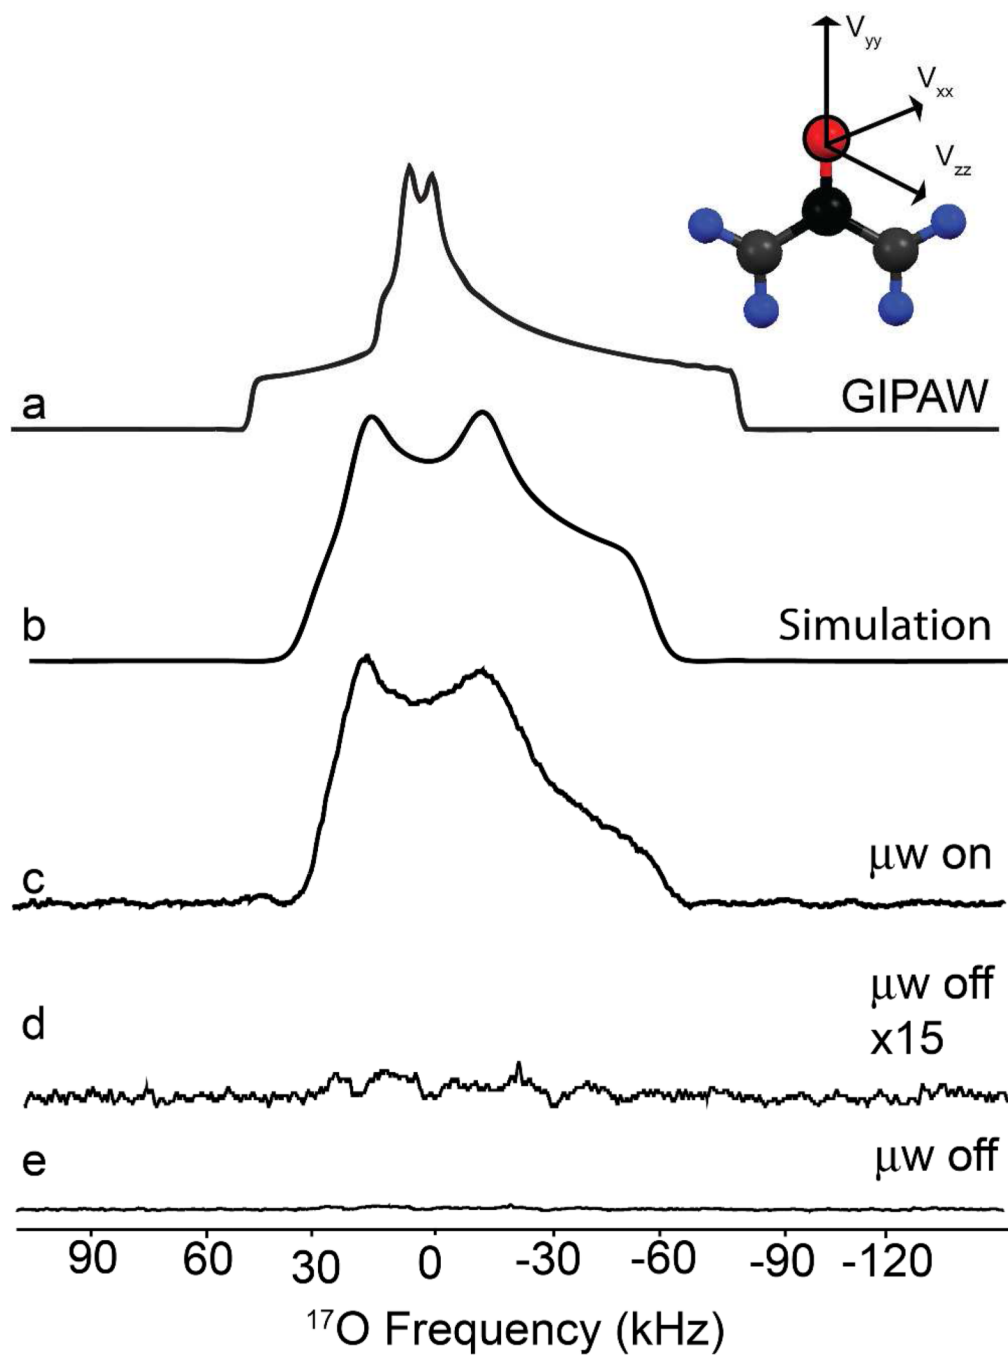 Vyy
Vxx
Vzz
a
GIPAW
b
Simulation
c
μw on
μw off
d
x15
e
μw off
90 60 30 0 -30 -60 -90 -120
17O Frequency (kHz)